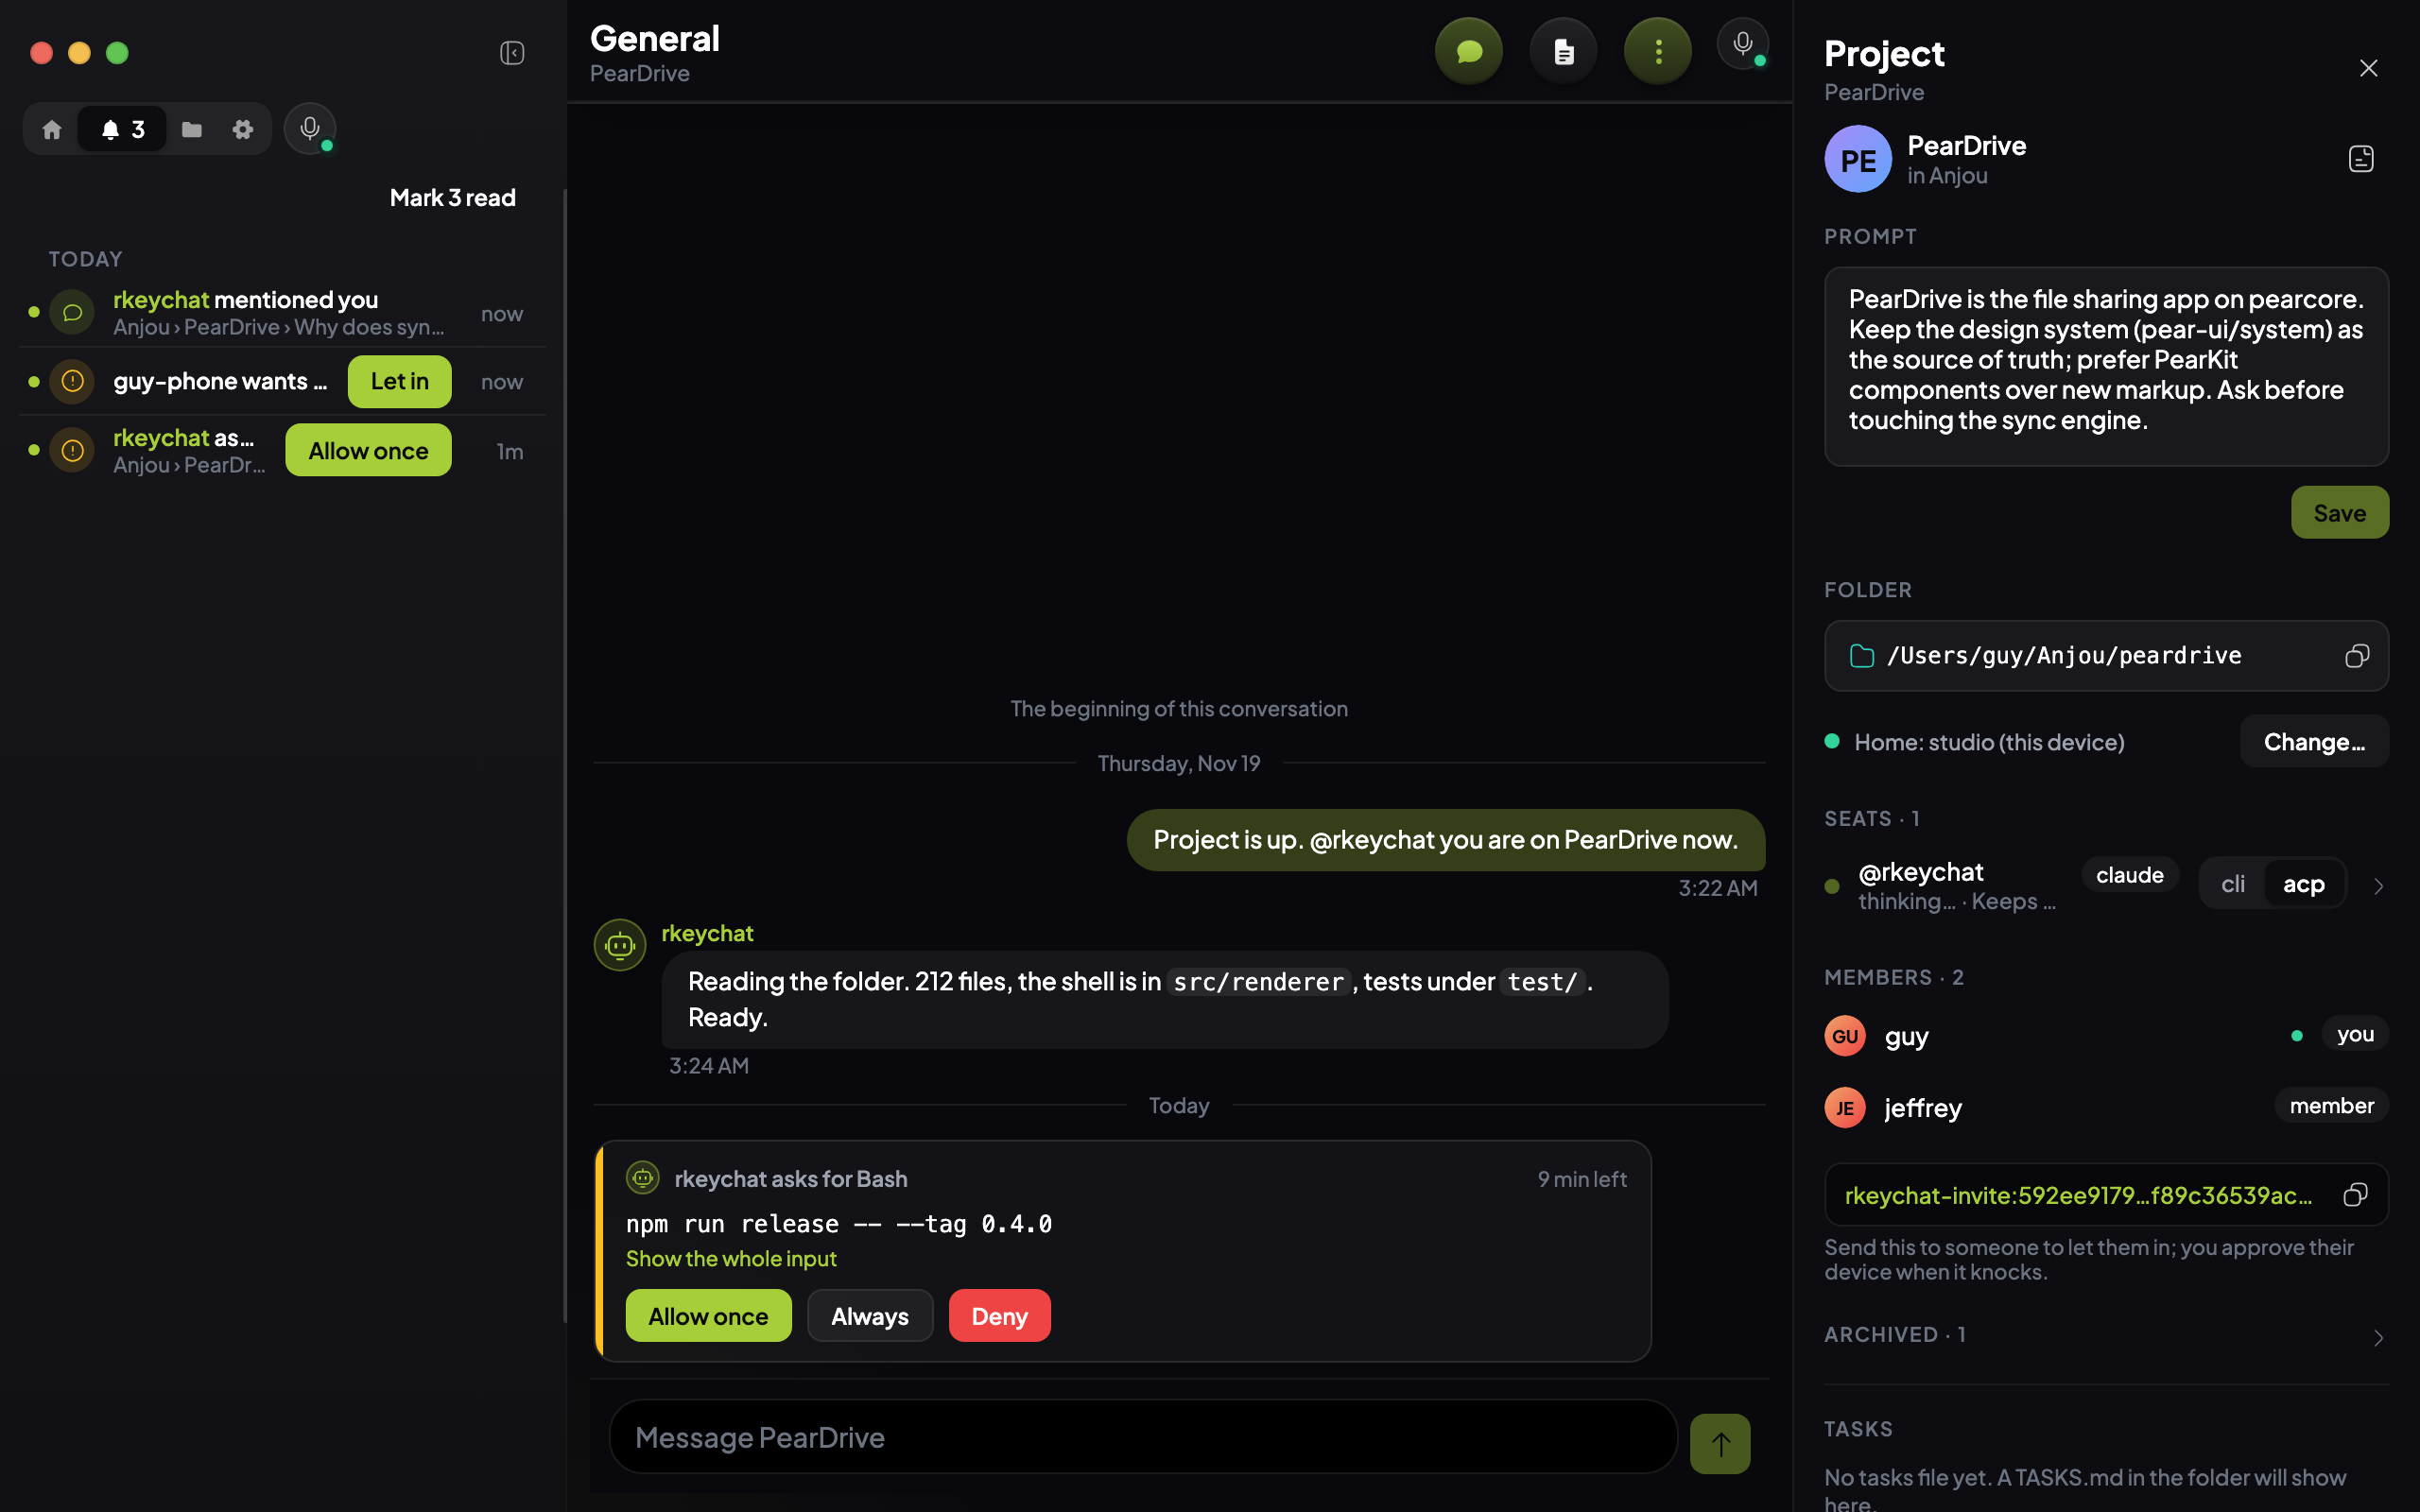 3
Mark 3 read
TODAY
rkeychat mentioned you
Anjou › PearDrive › Why does syn…
now
guy-phone wants …
Let in
now
rkeychat as…
Anjou › PearDr…
Allow once
1m
General
PearDrive
The beginning of this conversation
Thursday, Nov 19
Project is up. @rkeychat you are on PearDrive now.
3:22 AM
rkeychat
Reading the folder. 212 files, the shell is in src/renderer, tests under test/.
Ready.
3:24 AM
Today
rkeychat asks for Bash
9 min left
npm run release -- --tag 0.4.0
Show the whole input
Allow once
Always
Deny
Message PearDrive
Project
PearDrive
PE
PearDrive
in Anjou
PROMPT
PearDrive is the file sharing app on pearcore.
Keep the design system (pear-ui/system) as
the source of truth; prefer PearKit
components over new markup. Ask before
touching the sync engine.
Save
FOLDER
/Users/guy/Anjou/peardrive
Home: studio (this device)
Change…
SEATS · 1
@rkeychat
thinking… · Keeps …
claude
cli
acp
MEMBERS · 2
GU
guy
you
JE
jeffrey
member
rkeychat-invite:592ee9179…f89c36539ac…
Send this to someone to let them in; you approve their
device when it knocks.
ARCHIVED · 1
TASKS
No tasks file yet. A TASKS.md in the folder will show
here.